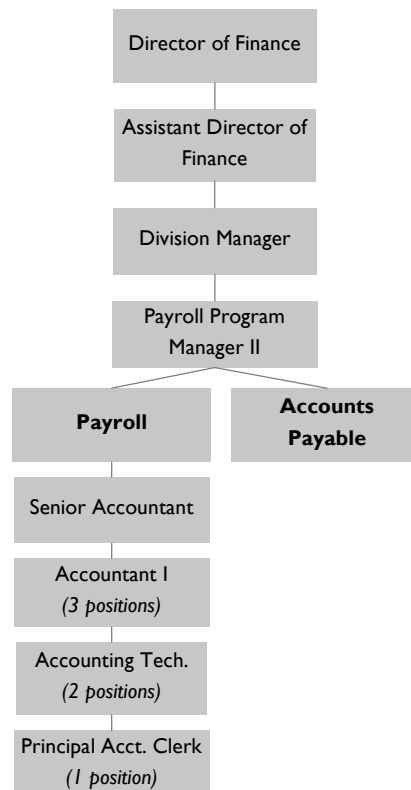 Director of Finance
Assistant Director of
Finance
Division Manager
Payroll Program
Manager II
Payroll
Accounts
Payable
Senior Accountant
Accountant I
(3 positions)
Accounting Tech.
(2 positions)
Principal Acct. Clerk
(1 position)